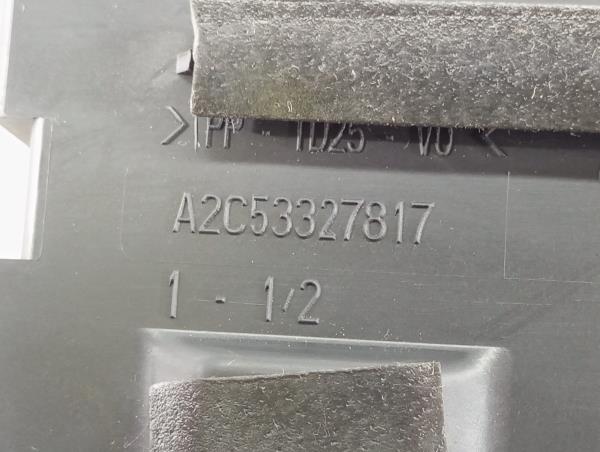 >PP - TD25 - V0<
A2C53327817
1 - 1/2